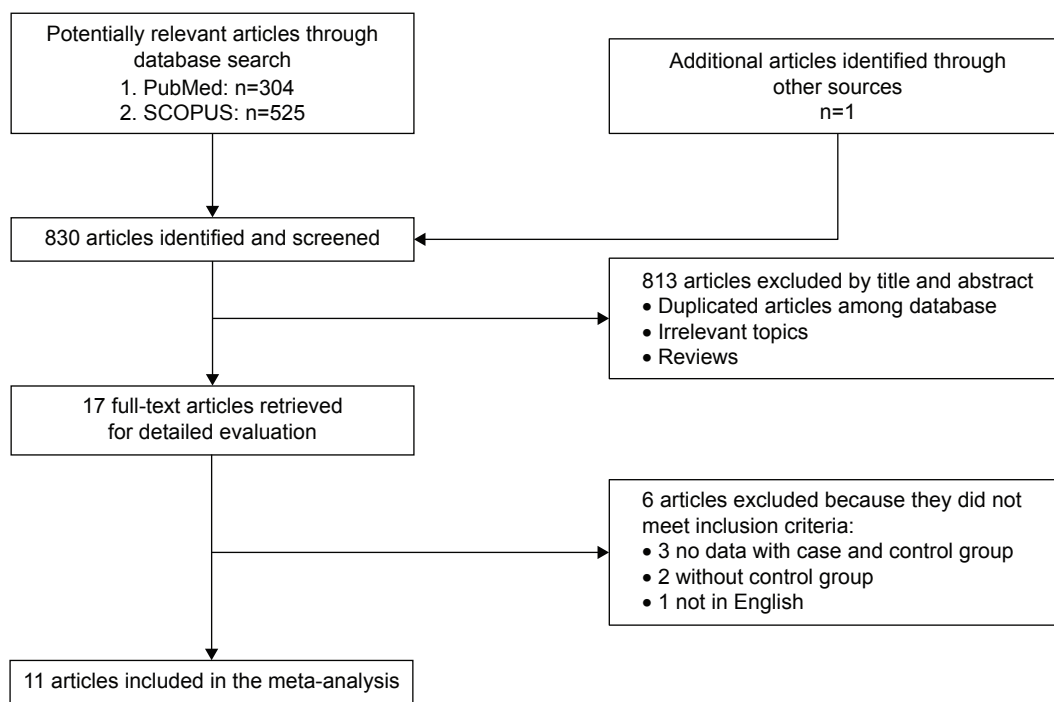 Potentially relevant articles through
database search
1. PubMed: n=304
2. SCOPUS: n=525
Additional articles identified through
other sources
n=1
830 articles identified and screened
813 articles excluded by title and abstract
• Duplicated articles among database
• Irrelevant topics
• Reviews
17 full-text articles retrieved
for detailed evaluation
6 articles excluded because they did not
meet inclusion criteria:
• 3 no data with case and control group
• 2 without control group
• 1 not in English
11 articles included in the meta-analysis